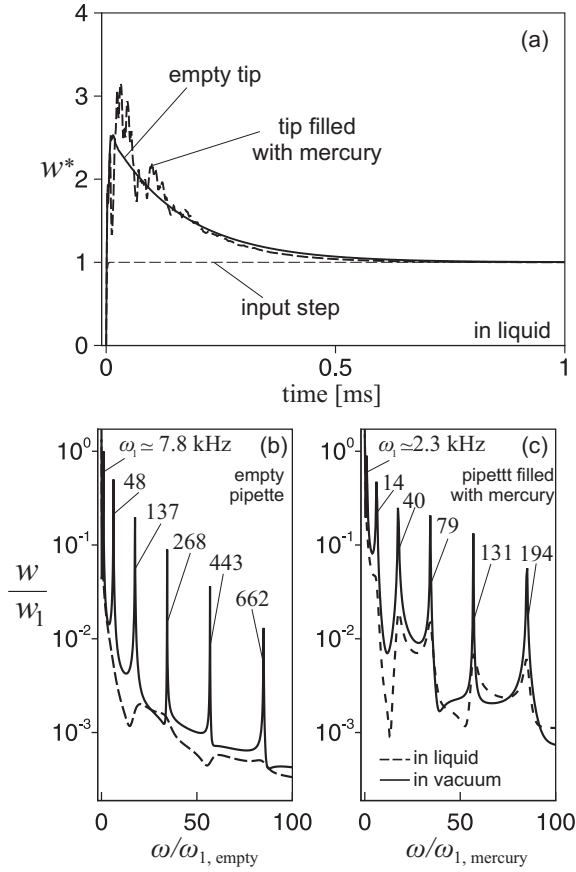 (a)
4
3
2
1
0
w*
empty tip
tip filled
with mercury
input step
in liquid
0
0.5
1
time [ms]
(b)
ω₁ ≃ 7.8 kHz
empty
pipette
48
137
268
443
662
10⁰
10⁻¹
10⁻²
10⁻³
w
w₁
0
50
100
ω/ω₁, empty
(c)
ω₁≃2.3 kHz
pipettt filled
with mercury
14
40
79
131
194
10⁰
10⁻¹
10⁻²
10⁻³
in liquid
in vacuum
0
50
100
ω/ω₁, mercury